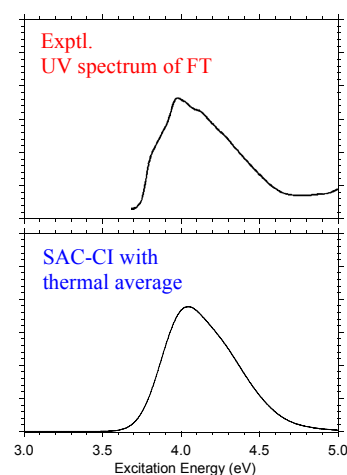 Exptl.
UV spectrum of FT
SAC-CI with
thermal average
3.0 3.5 4.0 4.5 5.0
Excitation Energy (eV)